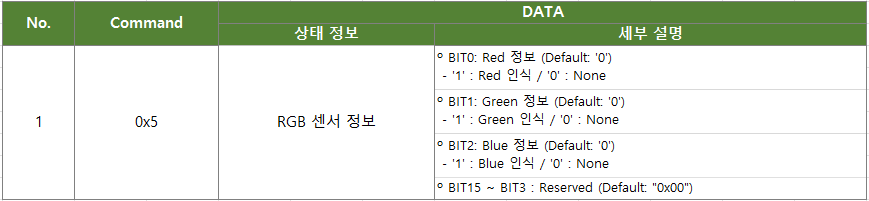 No.
Command
DATA
상태 정보
세부 설명
1
0x5
RGB 센서 정보
º BIT0: Red 정보 (Default: '0')
- '1' : Red 인식 / '0' : None
º BIT1: Green 정보 (Default: '0')
- '1' : Green 인식 / '0' : None
º BIT2: Blue 정보 (Default: '0')
- '1' : Blue 인식 / '0' : None
º BIT15 ~ BIT3 : Reserved (Default: "0x00")